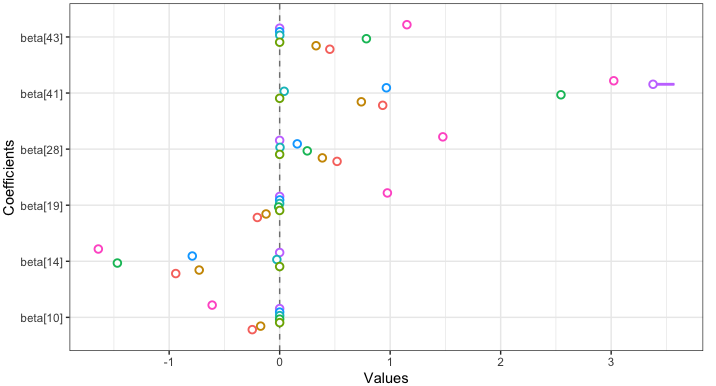 Coefficients
beta[43]
beta[41]
beta[28]
beta[19]
beta[14]
beta[10]
-1
0
1
2
3
Values